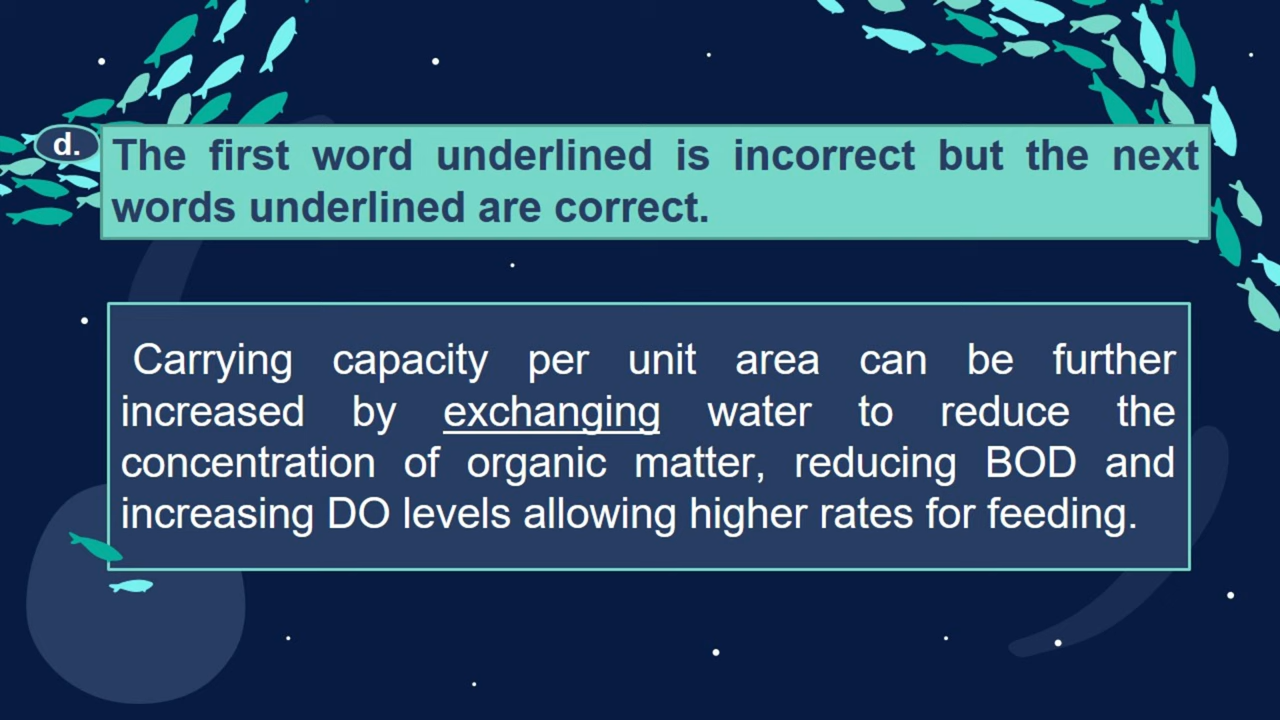 d.
The first word underlined is incorrect but the next
words underlined are correct.
Carrying capacity per unit area can be further
increased by exchanging water to reduce the
concentration of organic matter, reducing BOD and
increasing DO levels allowing higher rates for feeding.